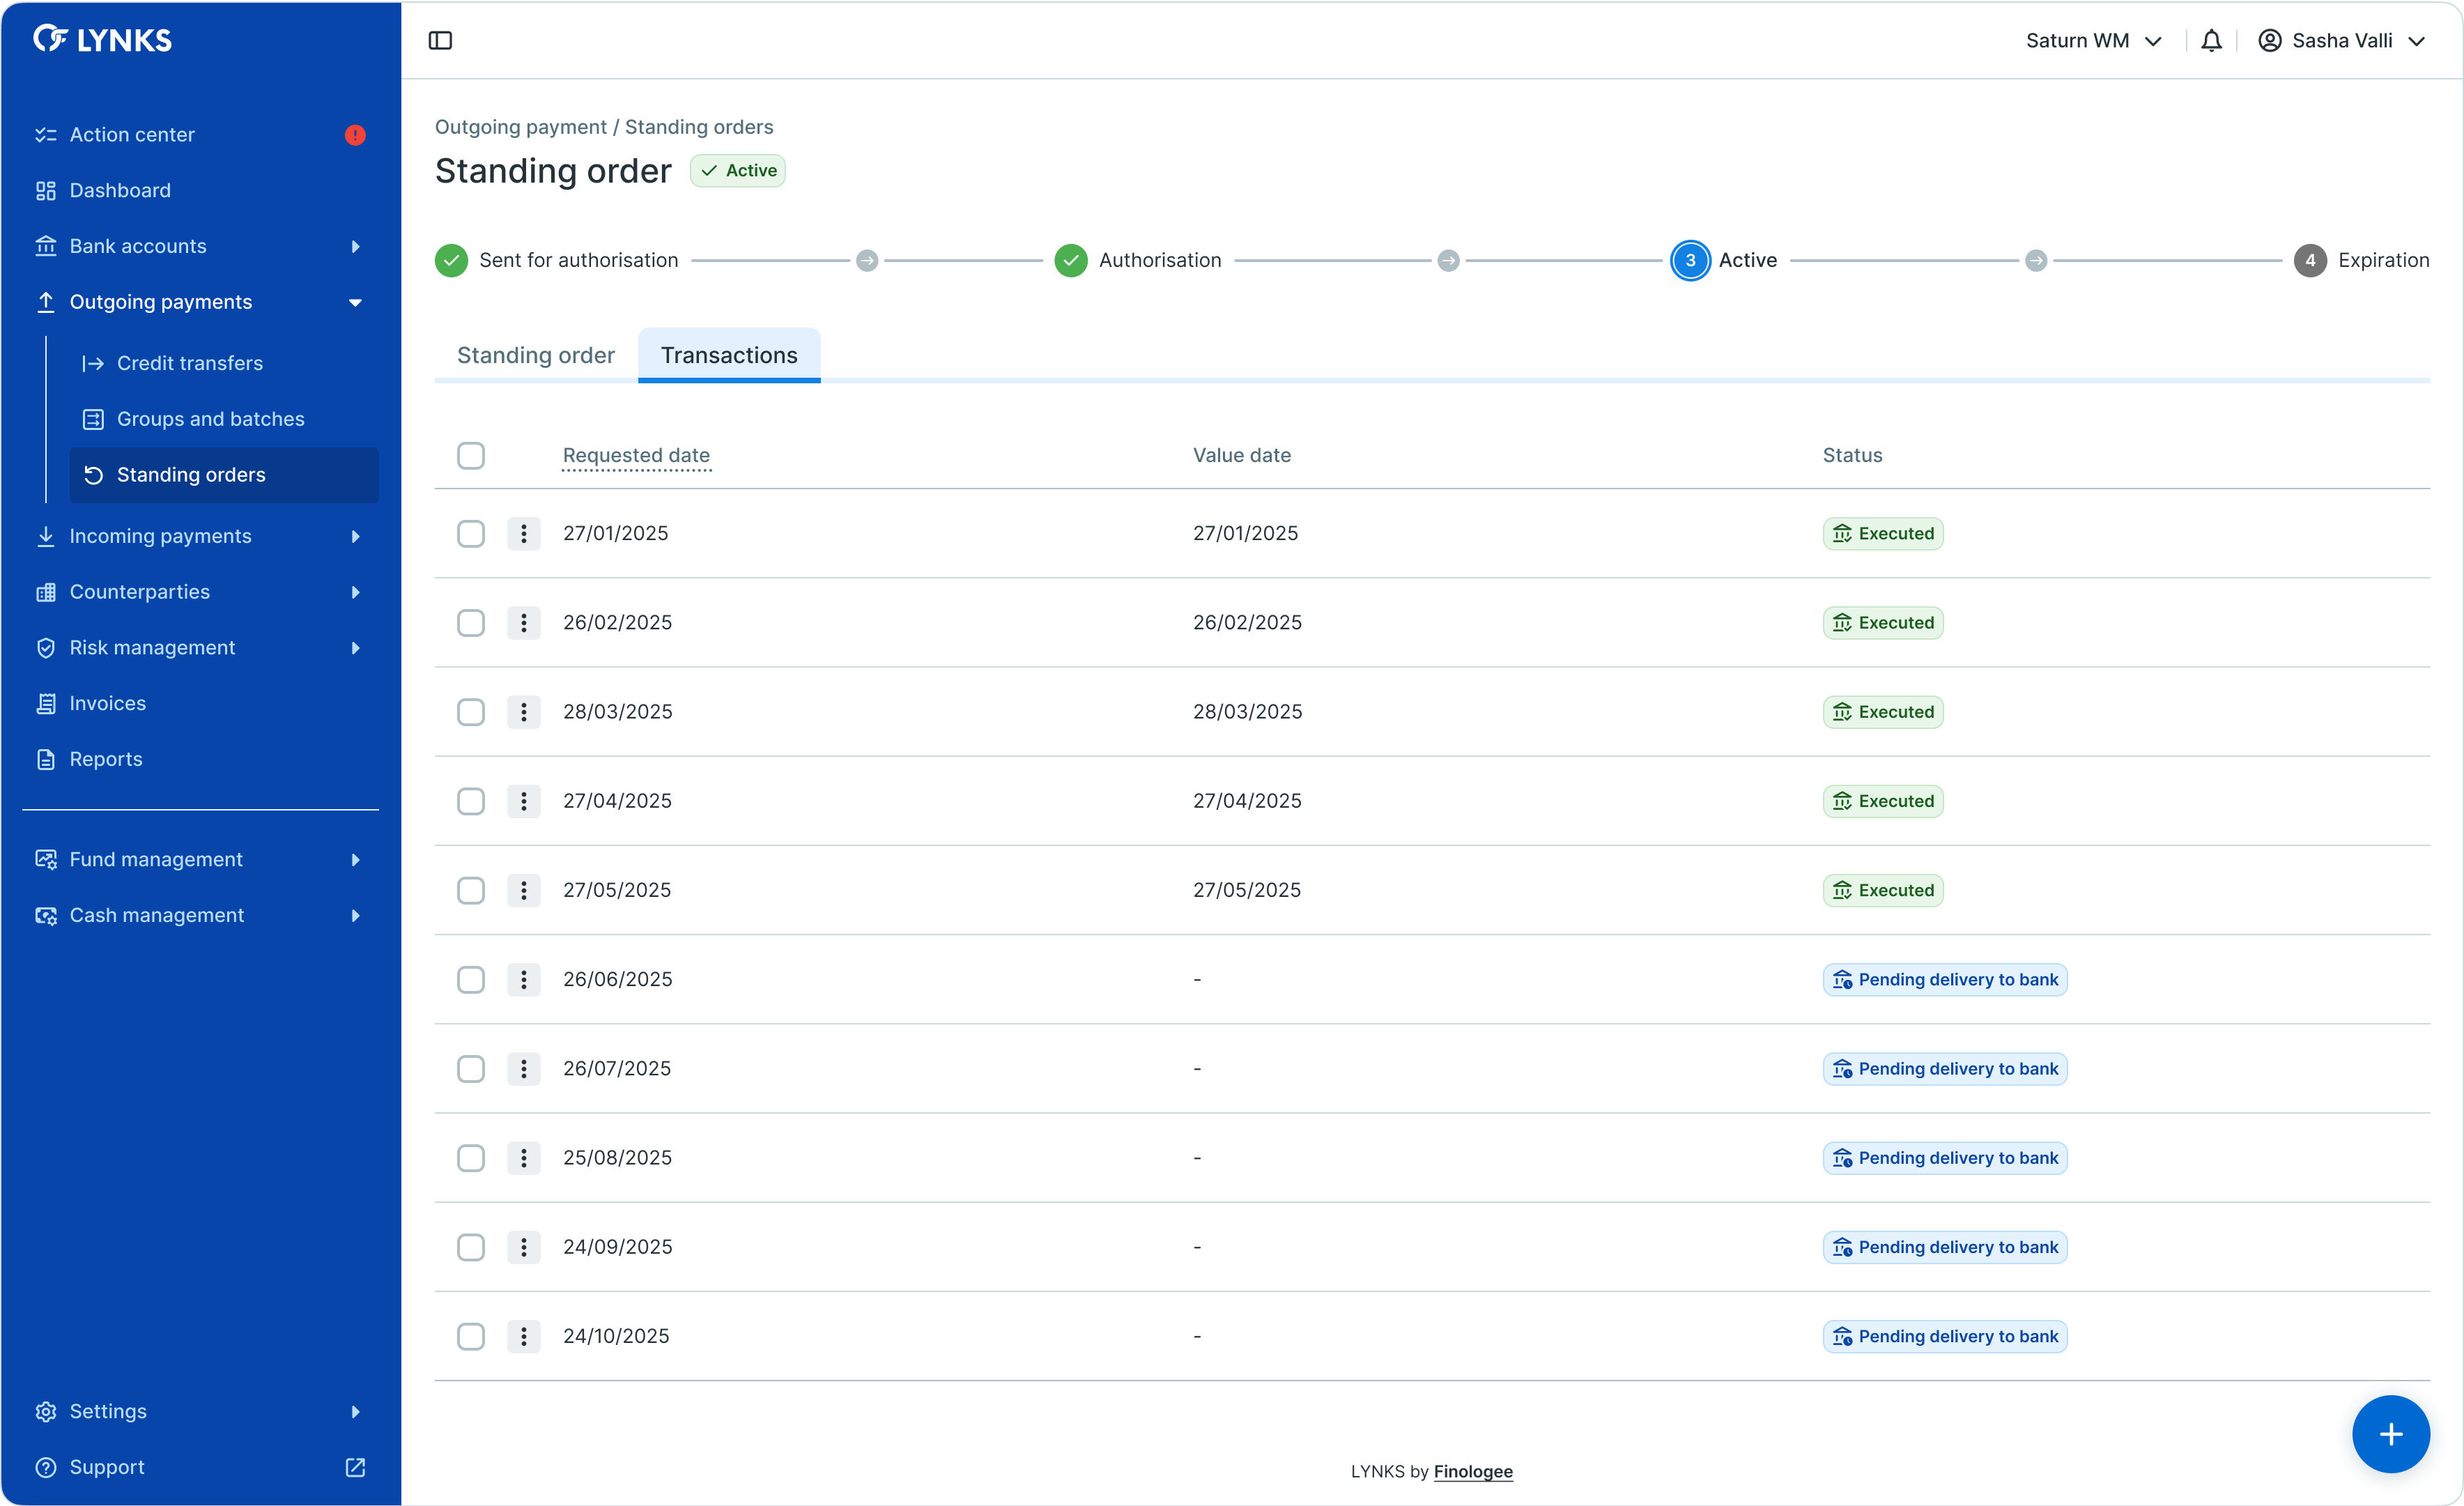 LYNKS
Saturn WM
Sasha Valli
Action center
Dashboard
Bank accounts
Outgoing payments
Credit transfers
Groups and batches
Standing orders
Incoming payments
Counterparties
Risk management
Invoices
Reports
Fund management
Cash management
Settings
Support
Outgoing payment / Standing orders
Standing order Active
Sent for authorisation Authorisation 3 Active 4 Expiration
Standing order Transactions
Requested date Value date Status
27/01/2025 27/01/2025 Executed
26/02/2025 26/02/2025 Executed
28/03/2025 28/03/2025 Executed
27/04/2025 27/04/2025 Executed
27/05/2025 27/05/2025 Executed
26/06/2025 - Pending delivery to bank
26/07/2025 - Pending delivery to bank
25/08/2025 - Pending delivery to bank
24/09/2025 - Pending delivery to bank
24/10/2025 - Pending delivery to bank
LYNKS by Finologee